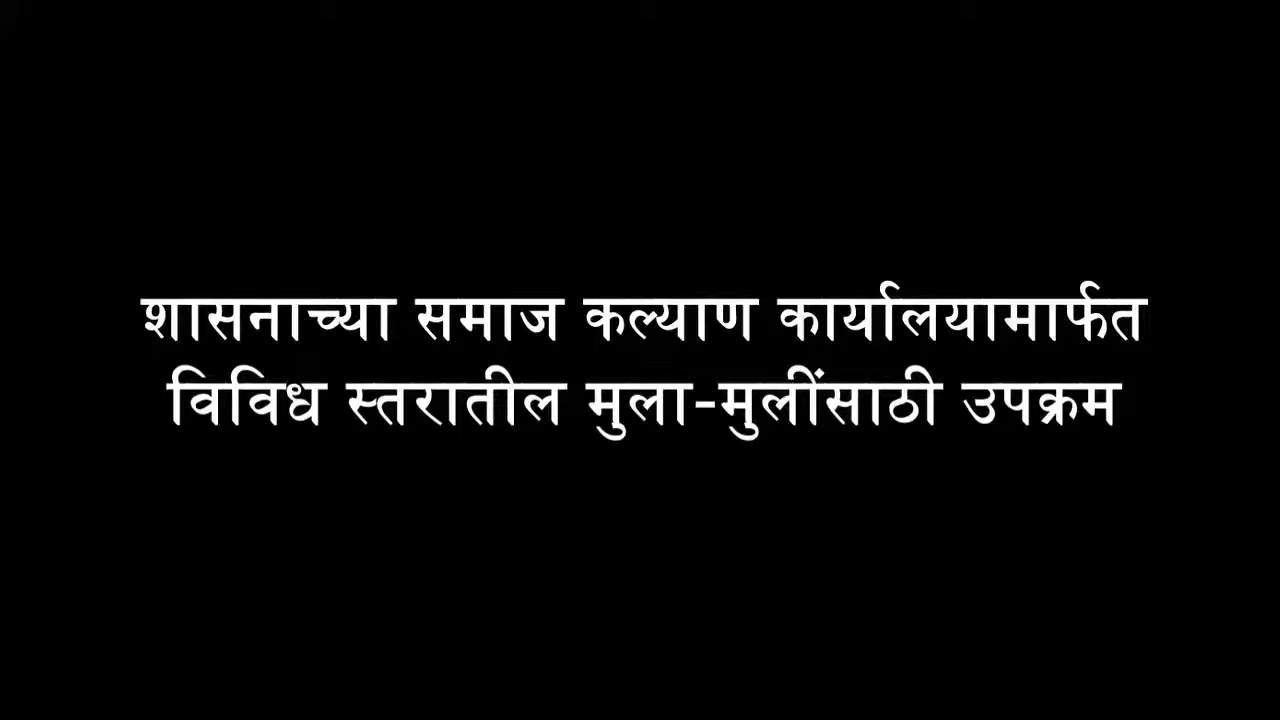 शासनाच्या समाज कल्याण कार्यालयामार्फत
विविध स्तरातील मुला-मुलींसाठी उपक्रम